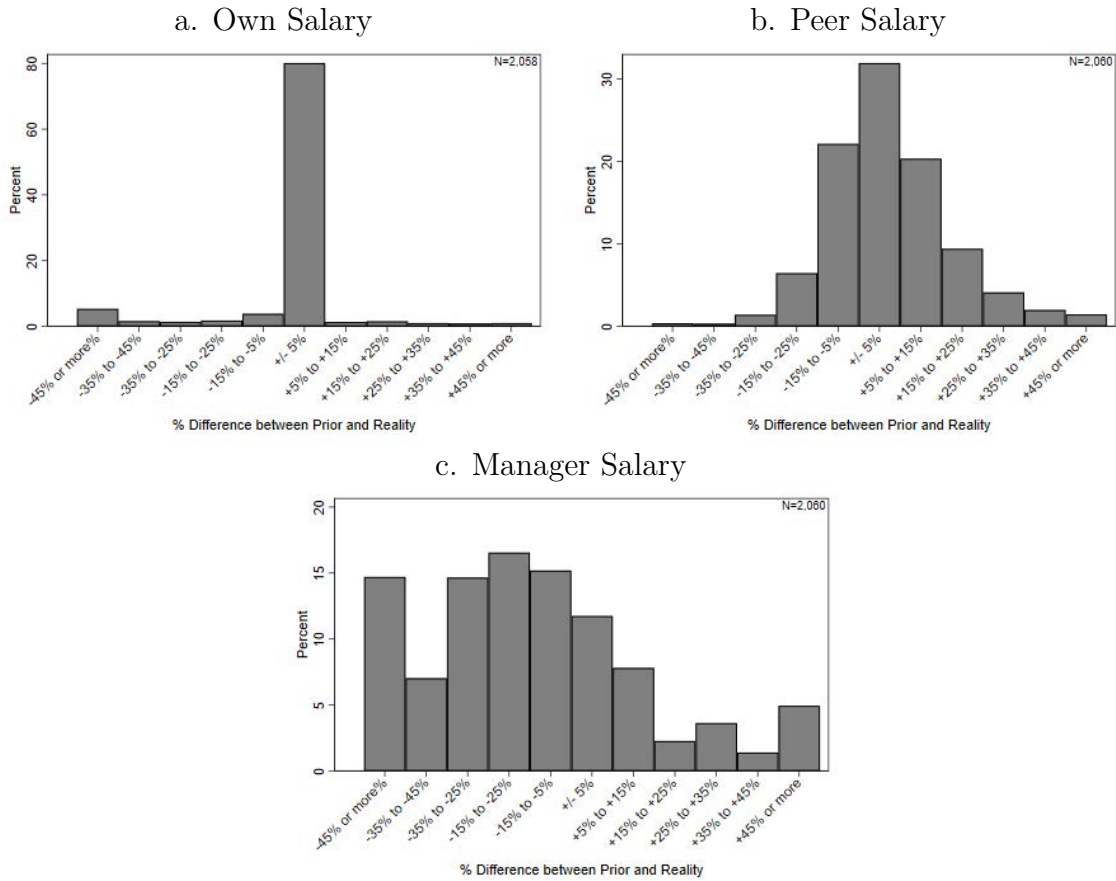 a. Own Salary
N=2,058
Percent
80
60
40
20
0
-45% or more%
-35% to -45%
-35% to -25%
-15% to -25%
-15% to -5%
+/- 5%
+5% to +15%
+15% to +25%
+25% to +35%
+35% to +45%
+45% or more
% Difference between Prior and Reality
b. Peer Salary
N=2,060
Percent
30
20
10
0
-45% or more%
-35% to -45%
-35% to -25%
-15% to -25%
-15% to -5%
+/- 5%
+5% to +15%
+15% to +25%
+25% to +35%
+35% to +45%
+45% or more
% Difference between Prior and Reality
c. Manager Salary
N=2,060
Percent
20
15
10
5
0
-45% or more%
-35% to -45%
-35% to -25%
-15% to -25%
-15% to -5%
+/- 5%
+5% to +15%
+15% to +25%
+25% to +35%
+35% to +45%
+45% or more
% Difference between Prior and Reality